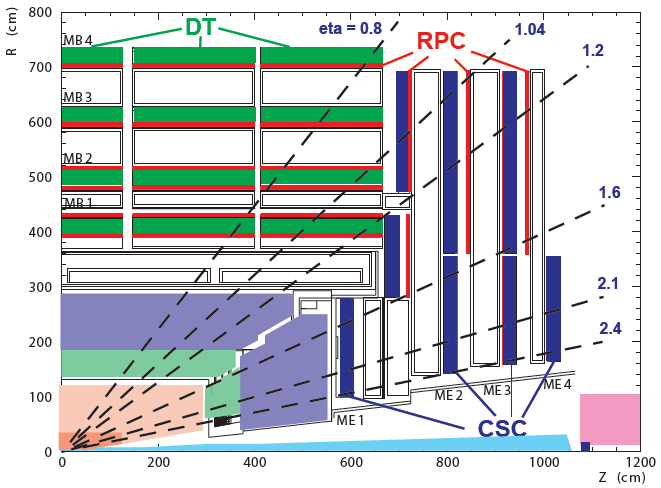 R (cm)
800
700
600
500
400
300
200
100
0
DT
eta = 0.8
RPC
1.04
1.2
1.6
2.1
2.4
MB 4
MB 3
MB 2
MB 1
ME 1
ME 2
ME 3
ME 4
CSC
0
200
400
600
800
1000
1200
Z (cm)